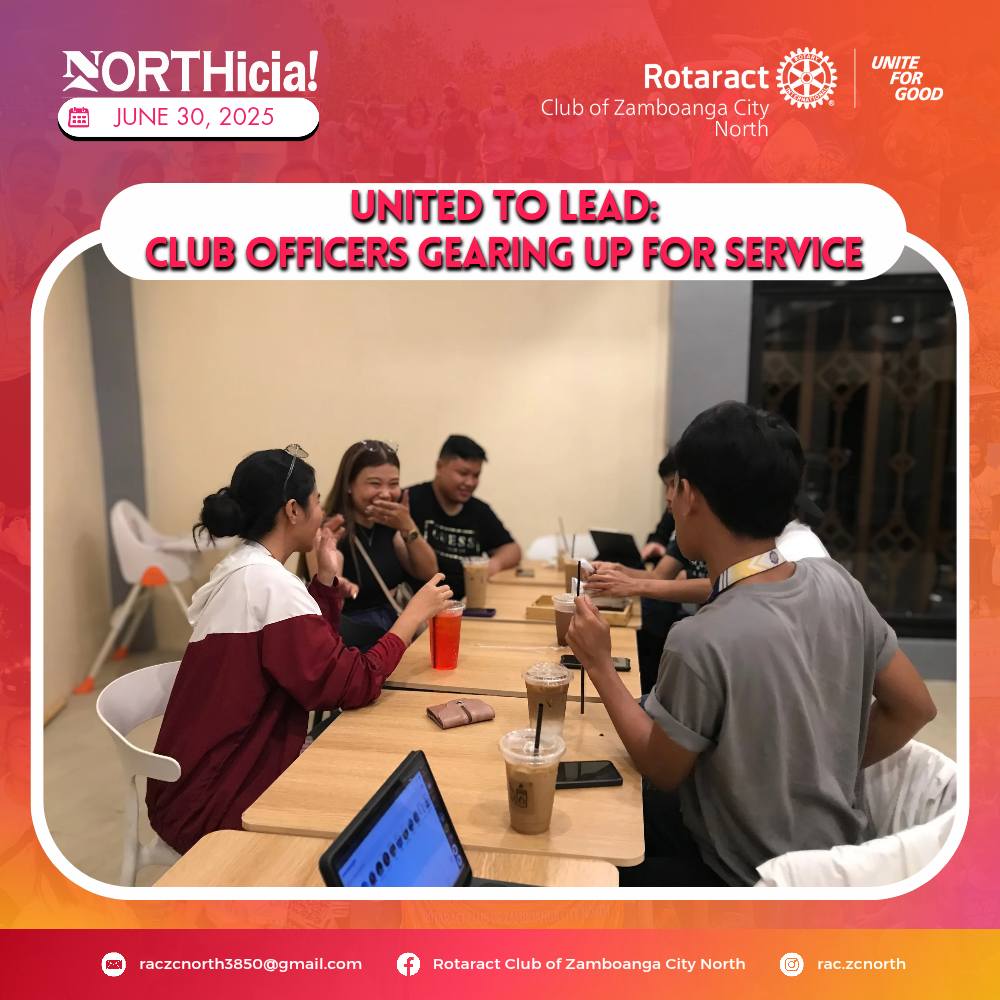 NORTHicia!
JUNE 30, 2025
Rotaract
Club of Zamboanga City
North
UNITE
FOR
GOOD
UNITED TO LEAD:
CLUB OFFICERS GEARING UP FOR SERVICE
GUESS
raczcnorth3850@gmail.com
Rotaract Club of Zamboanga City North
rac.zcnorth